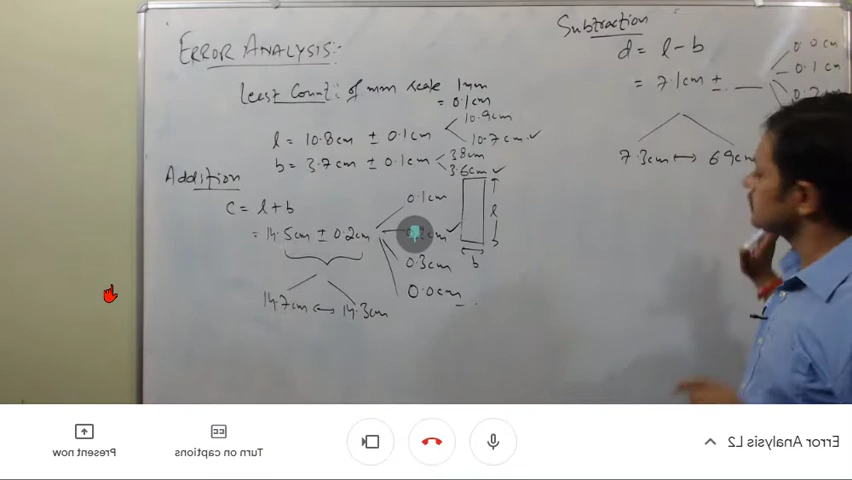 ERROR ANALYSIS:-
Least Count of mm scale 1mm
= 0.1cm
l = 10.8cm ± 0.1cm
10.9cm
10.7cm ✓
b = 3.7cm ± 0.1cm
3.8cm
3.6cm ✓
Addition
c = l+b
= 14.5cm ± 0.2cm
0.1cm
0.3cm
0.0cm
14.7cm ↔ 14.3cm
l
b
Subtraction
d = l - b
= 7.1cm ±
0.0cm
0.1cm
7.3cm ↔ 6.9cm
Present now
Turn on captions
Error Analysis L2